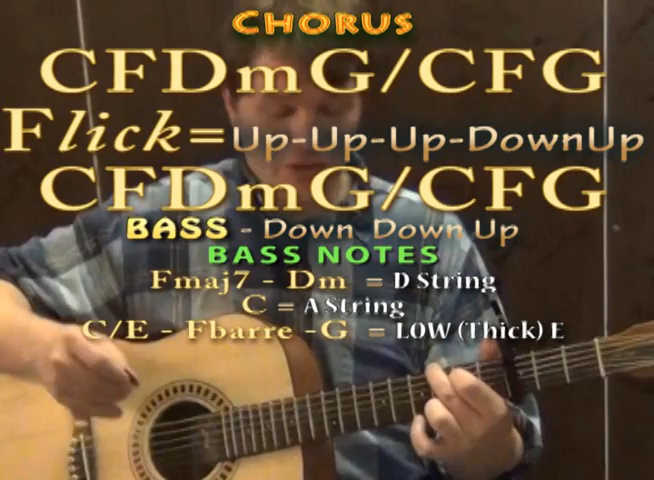 CHORUS
CFDmG/CFG
Flick=Up-Up-Up-DownUp
CFDmG/CFG
BASS - Down Down Up
BASS NOTES
Fmaj7 - Dm = D String
C = A String
C/E - Fbarre -G = LOW (Thick) E